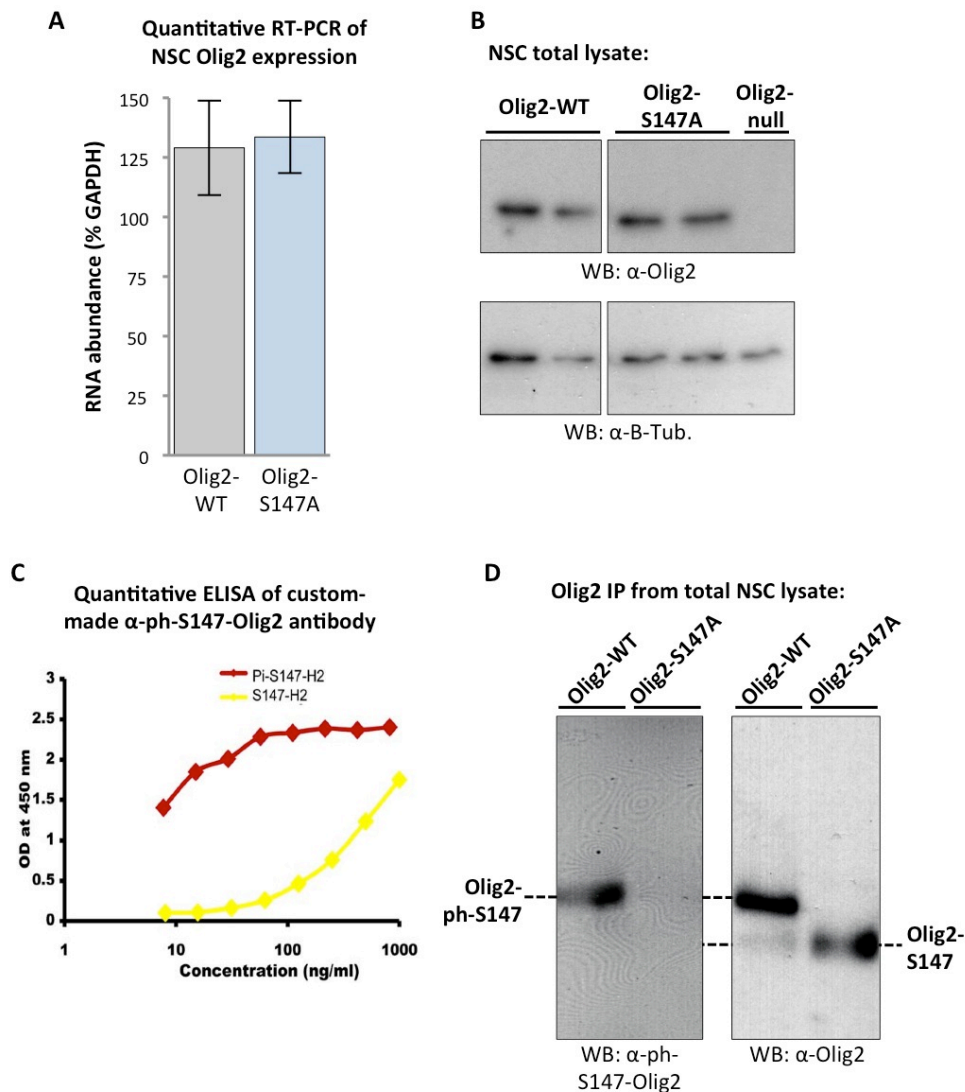 A
Quantitative RT-PCR of
NSC Olig2 expression
RNA abundance (% GAPDH)
150
125
100
75
50
25
0
Olig2-
WT
Olig2-
S147A
B
NSC total lysate:
Olig2-WT
Olig2-
S147A
Olig2-
null
WB: α-Olig2
WB: α-B-Tub.
C
Quantitative ELISA of custom-
made α-ph-S147-Olig2 antibody
Pi-S147-H2
S147-H2
OD at 450 nm
3
2.5
2
1.5
1
0.5
0
1
10
100
1000
Concentration (ng/ml)
D
Olig2 IP from total NSC lysate:
Olig2-WT
Olig2-S147A
Olig2-WT
Olig2-S147A
Olig2-
ph-S147
Olig2-
S147
WB: α-ph-
S147-Olig2
WB: α-Olig2